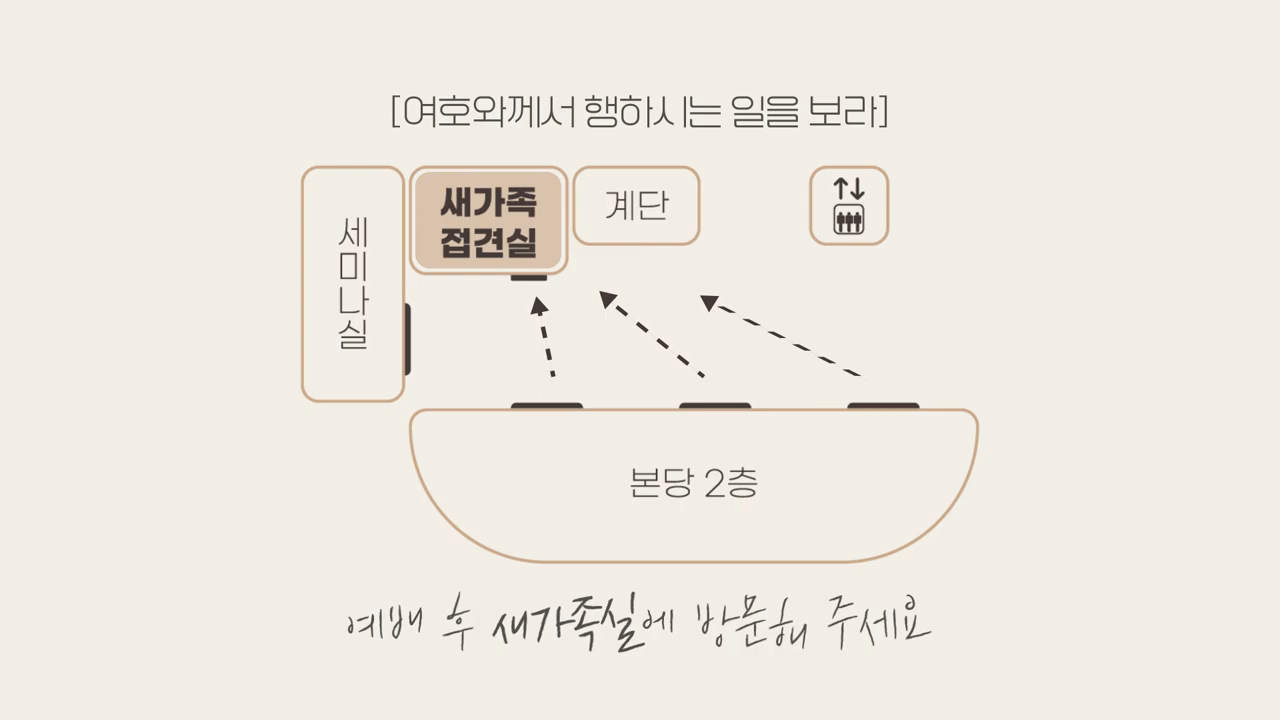 [여호와께서 행하시는 일을 보라]
세미나실
새가족
접견실
계단
본당 2층
예배 후 새가족실에 방문해 주세요